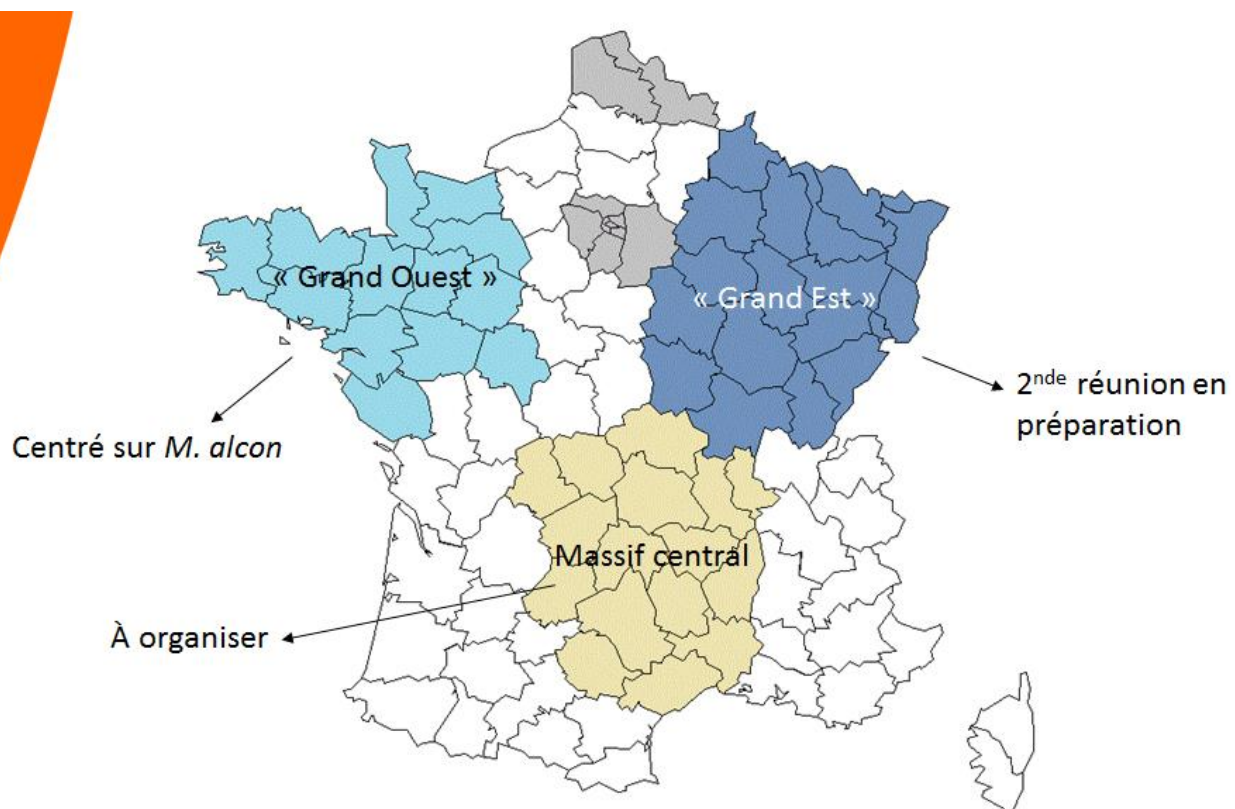 « Grand Ouest »
« Grand Est »
2nde réunion en
préparation
Centré sur M. alcon
Massif central
À organiser